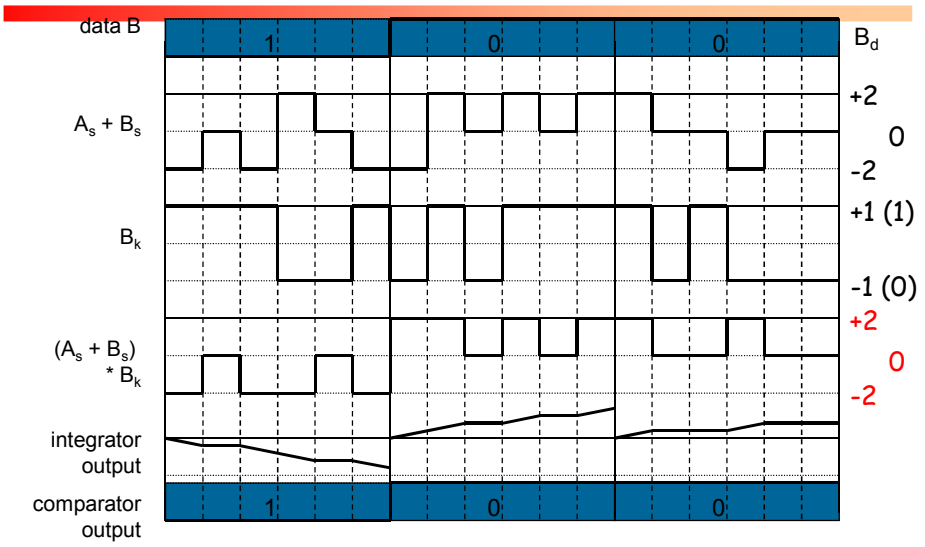 data B
1 0 0
B_d
A_s + B_s
+2
0
-2
B_k
+1 (1)
-1 (0)
(A_s + B_s)
* B_k
+2
0
-2
integrator
output
comparator
output
1 0 0